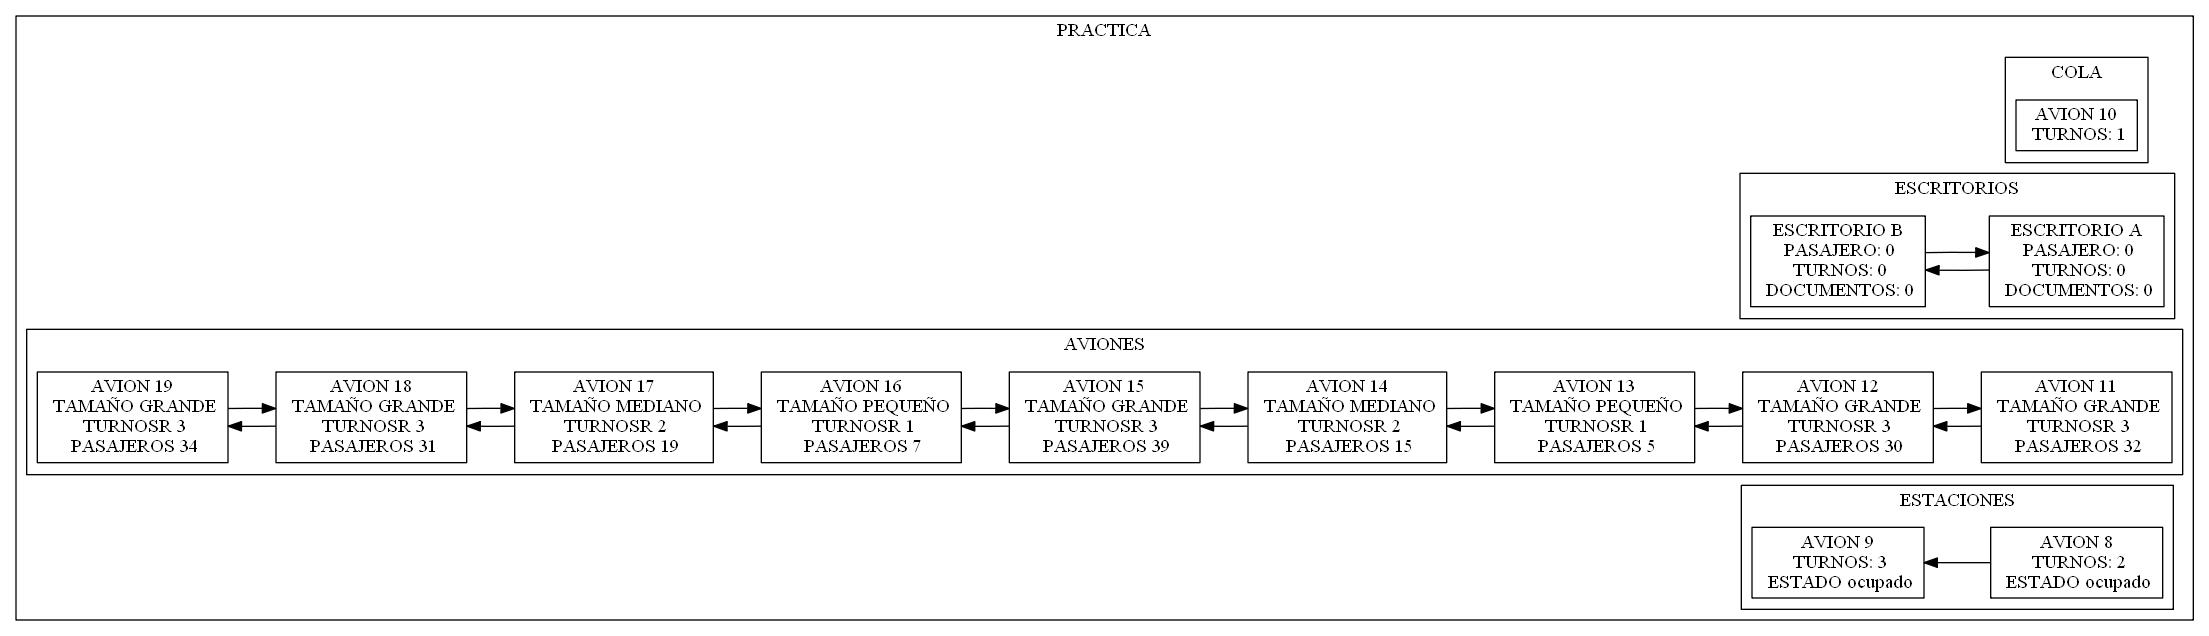 PRACTICA
COLA
AVION 10
TURNOS: 1
ESCRITORIOS
ESCRITORIO B
PASAJERO: 0
TURNOS: 0
DOCUMENTOS: 0
ESCRITORIO A
PASAJERO: 0
TURNOS: 0
DOCUMENTOS: 0
AVIONES
AVION 19
TAMAÑO GRANDE
TURNOSR 3
PASAJEROS 34
AVION 18
TAMAÑO GRANDE
TURNOSR 3
PASAJEROS 31
AVION 17
TAMAÑO MEDIANO
TURNOSR 2
PASAJEROS 19
AVION 16
TAMAÑO PEQUEÑO
TURNOSR 1
PASAJEROS 7
AVION 15
TAMAÑO GRANDE
TURNOSR 3
PASAJEROS 39
AVION 14
TAMAÑO MEDIANO
TURNOSR 2
PASAJEROS 15
AVION 13
TAMAÑO PEQUEÑO
TURNOSR 1
PASAJEROS 5
AVION 12
TAMAÑO GRANDE
TURNOSR 3
PASAJEROS 30
AVION 11
TAMAÑO GRANDE
TURNOSR 3
PASAJEROS 32
ESTACIONES
AVION 9
TURNOS: 3
ESTADO ocupado
AVION 8
TURNOS: 2
ESTADO ocupado